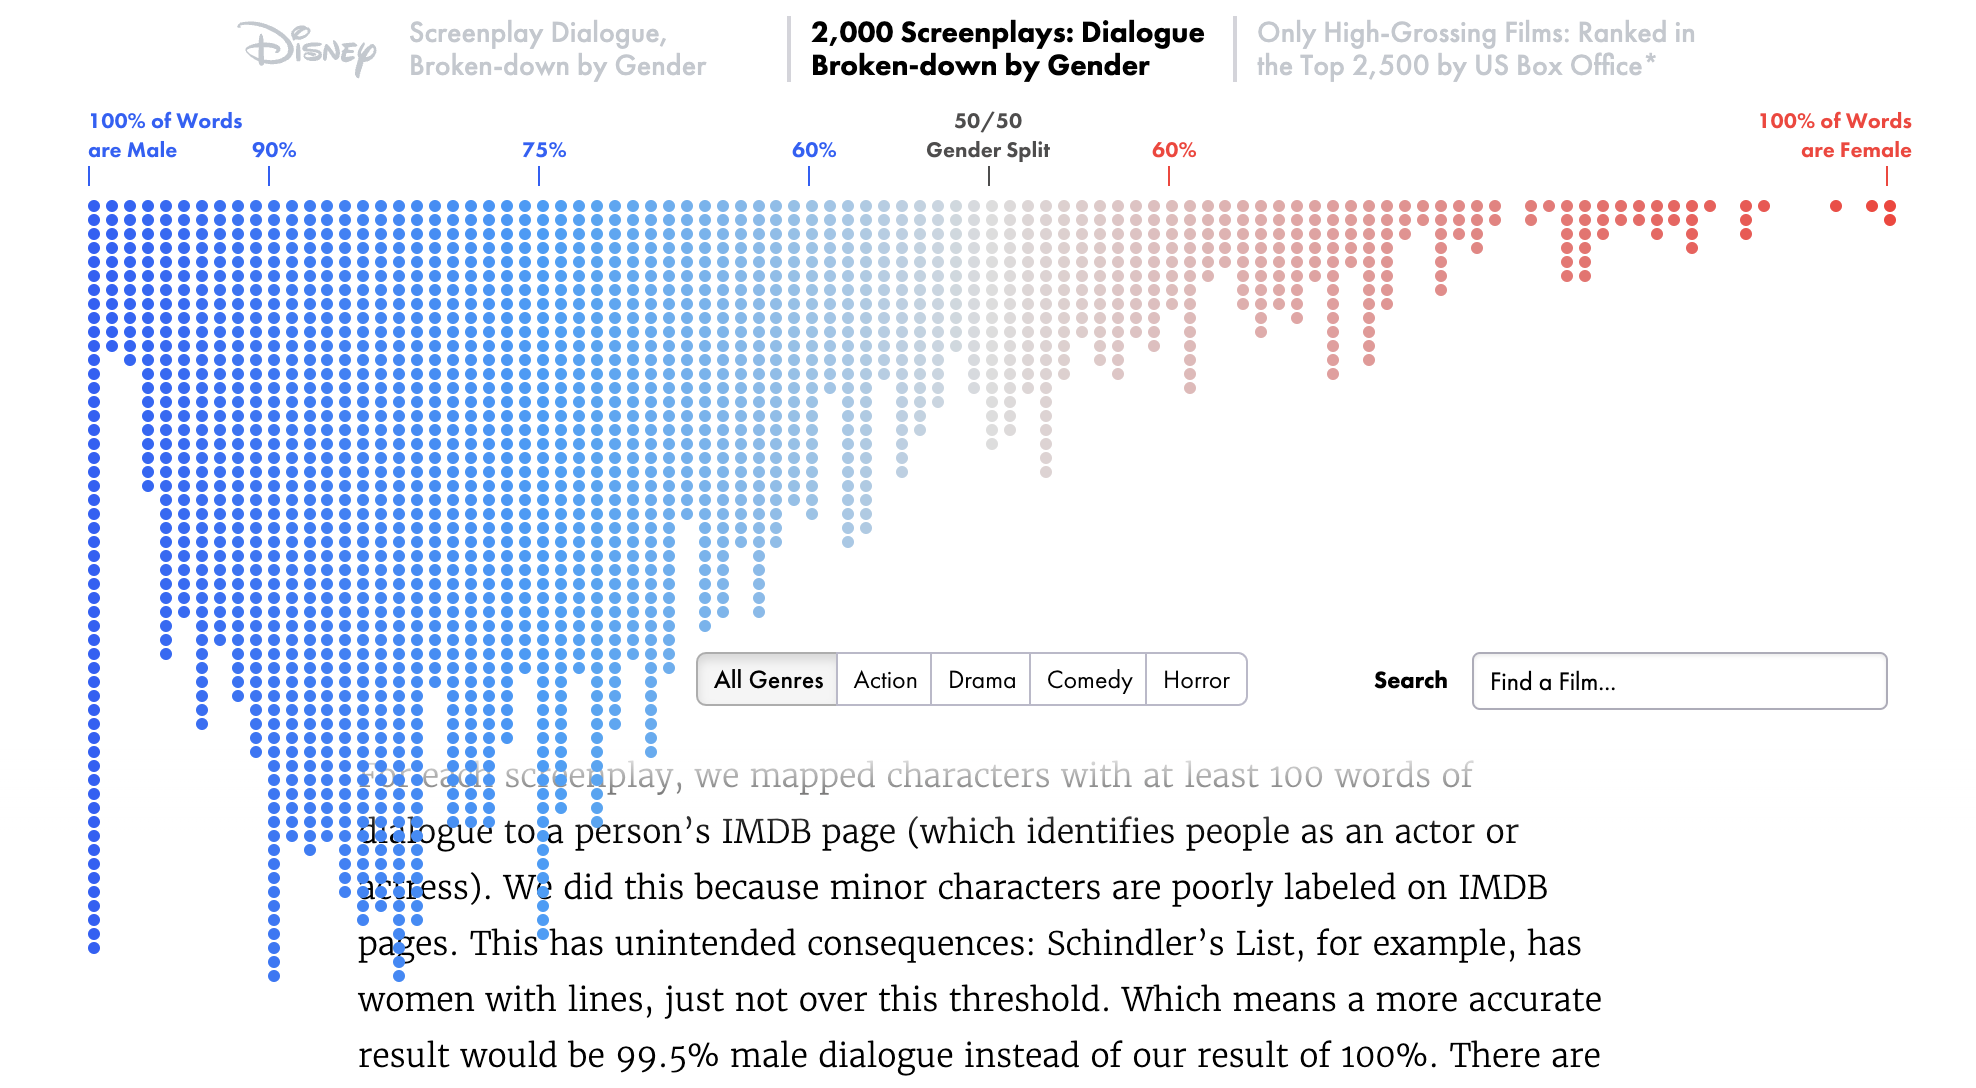 Disney
Screenplay Dialogue,
Broken-down by Gender
2,000 Screenplays: Dialogue
Broken-down by Gender
Only High-Grossing Films: Ranked in
the Top 2,500 by US Box Office*
100% of Words
are Male
90%
75%
60%
50/50
Gender Split
60%
100% of Words
are Female
All Genres
Action
Drama
Comedy
Horror
Search
Find a Film...
For each screenplay, we mapped characters with at least 100 words of
dialogue to a person’s IMDB page (which identifies people as an actor or
actress). We did this because minor characters are poorly labeled on IMDB
pages. This has unintended consequences: Schindler’s List, for example, has
women with lines, just not over this threshold. Which means a more accurate
result would be 99.5% male dialogue instead of our result of 100%. There are